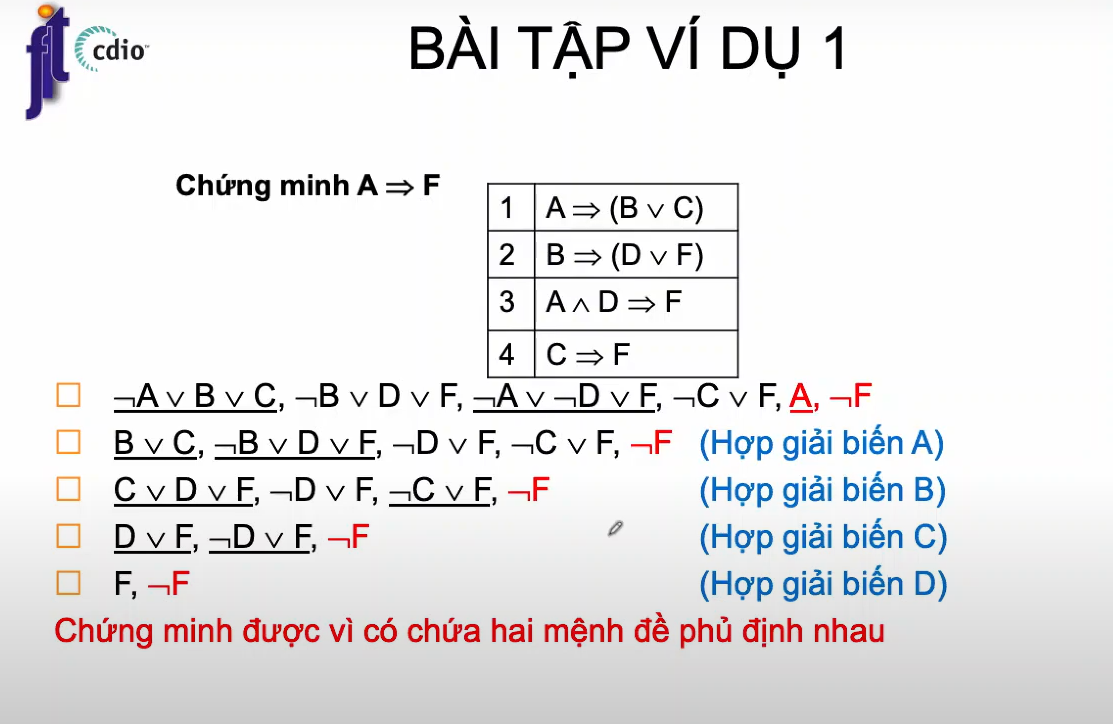 fit cdio™
BÀI TẬP VÍ DỤ 1
Chứng minh A ⇒ F
1 A ⇒ (B ∨ C)
2 B ⇒ (D ∨ F)
3 A ∧ D ⇒ F
4 C ⇒ F
¬A ∨ B ∨ C, ¬B ∨ D ∨ F, ¬A ∨ ¬D ∨ F, ¬C ∨ F, A, ¬F
B ∨ C, ¬B ∨ D ∨ F, ¬D ∨ F, ¬C ∨ F, ¬F (Hợp giải biến A)
C ∨ D ∨ F, ¬D ∨ F, ¬C ∨ F, ¬F (Hợp giải biến B)
D ∨ F, ¬D ∨ F, ¬F (Hợp giải biến C)
F, ¬F (Hợp giải biến D)
Chứng minh được vì có chứa hai mệnh đề phủ định nhau